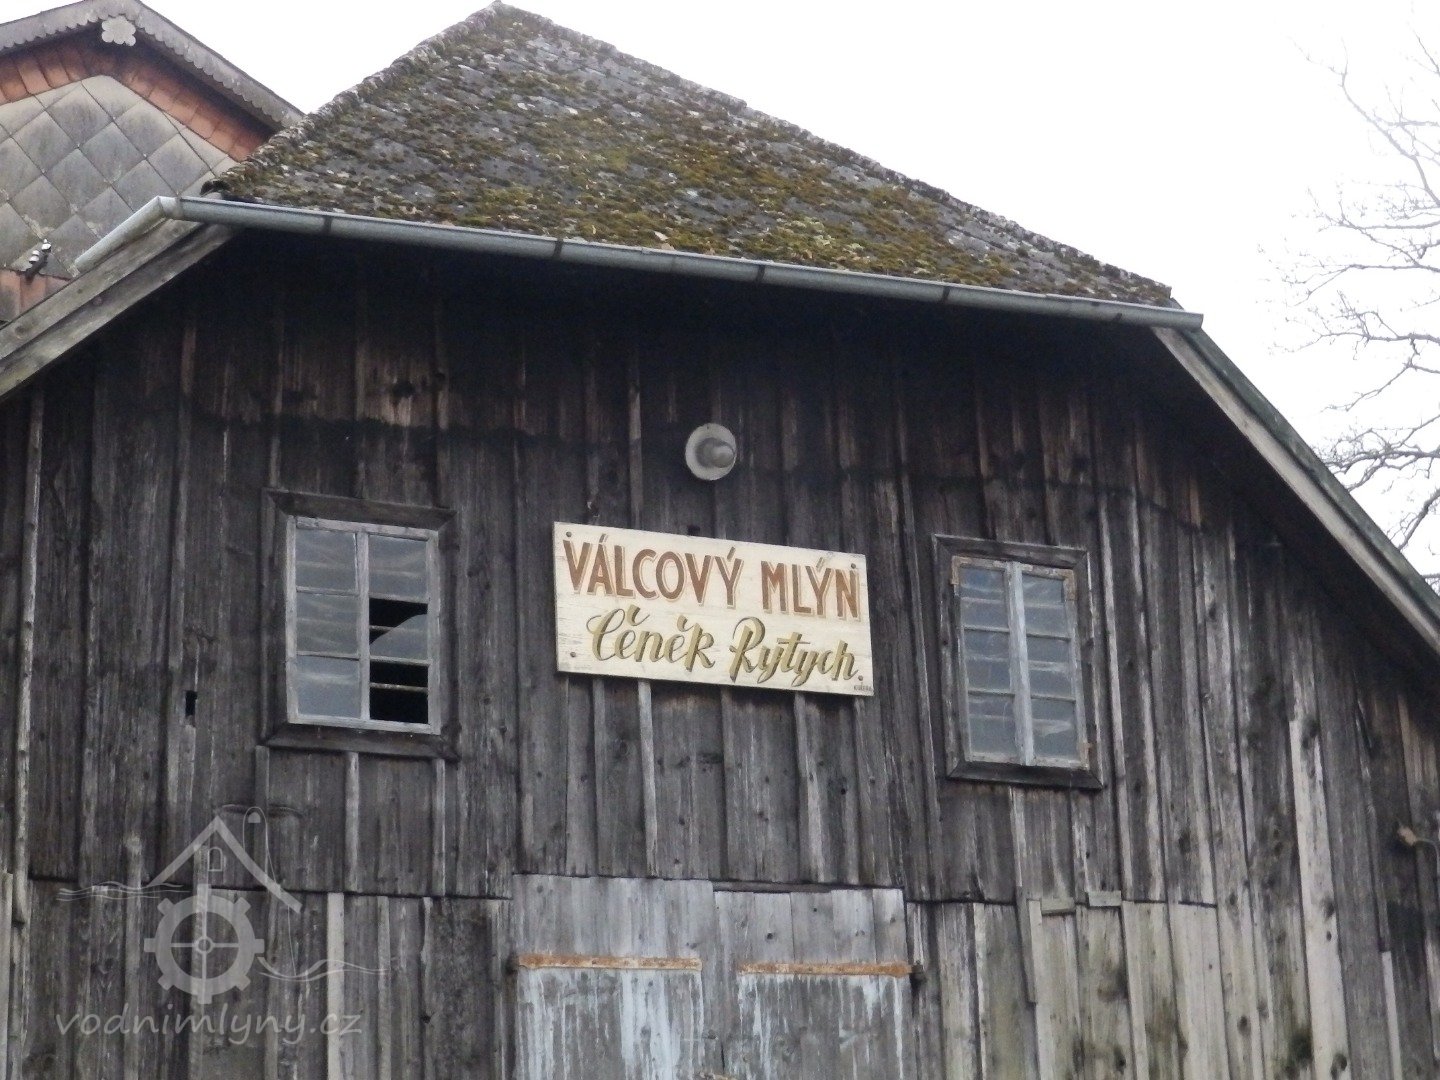 VÁLCOVÝ MLÝN
Čeněk Rytych.
vodnimlyny.cz